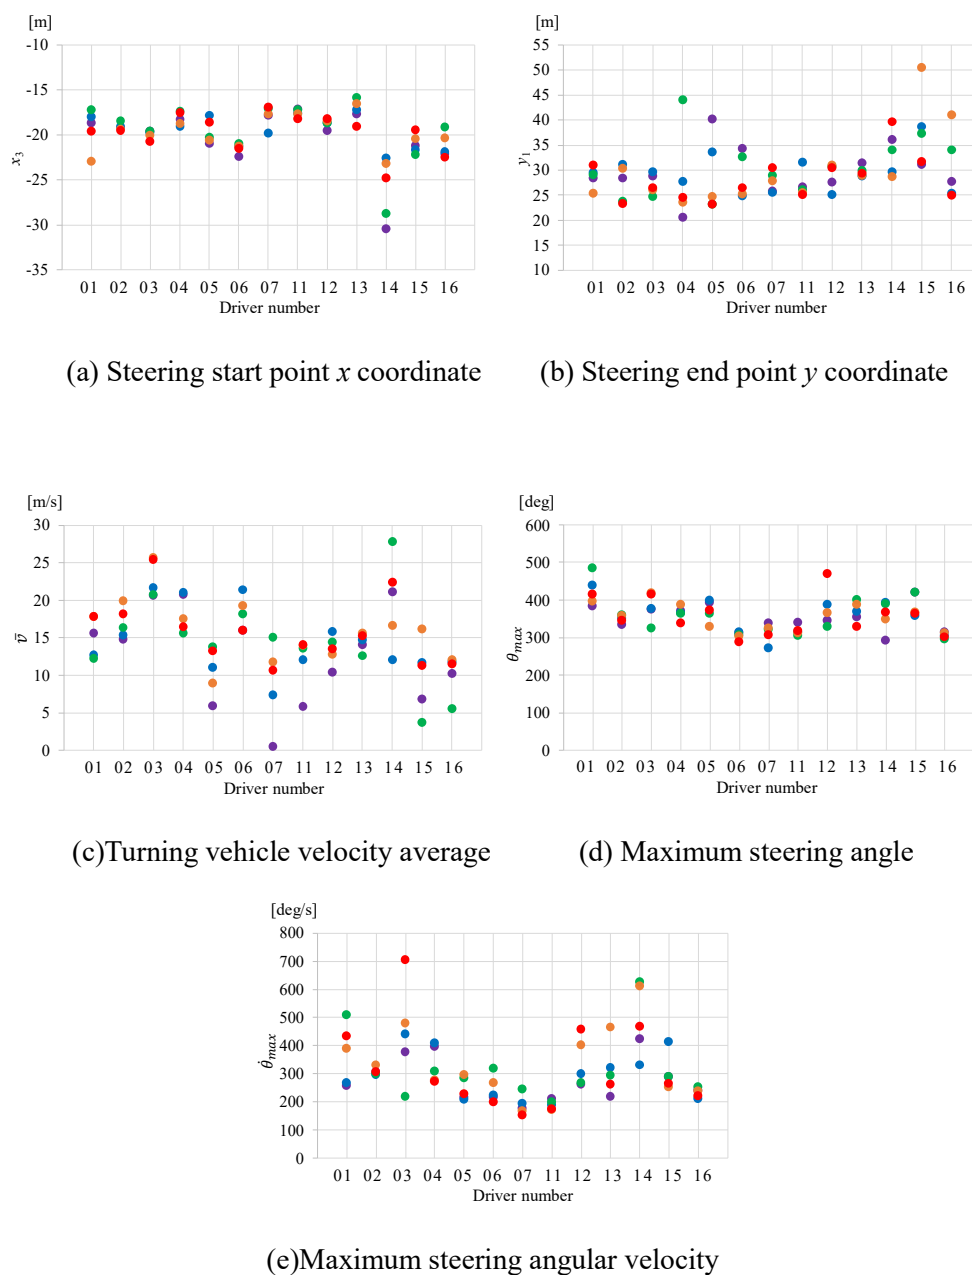 [m]
-10
-15
-20
-25
-30
-35
x3
01 02 03 04 05 06 07 11 12 13 14 15 16
Driver number
(a) Steering start point x coordinate
[m]
55
50
45
40
35
30
25
20
15
10
y1
01 02 03 04 05 06 07 11 12 13 14 15 16
Driver number
(b) Steering end point y coordinate
[m/s]
30
25
20
15
10
5
0
v̄
01 02 03 04 05 06 07 11 12 13 14 15 16
Driver number
(c)Turning vehicle velocity average
[deg]
600
500
400
300
200
100
0
θmax
01 02 03 04 05 06 07 11 12 13 14 15 16
Driver number
(d) Maximum steering angle
[deg/s]
800
700
600
500
400
300
200
100
0
θ̇max
01 02 03 04 05 06 07 11 12 13 14 15 16
Driver number
(e)Maximum steering angular velocity